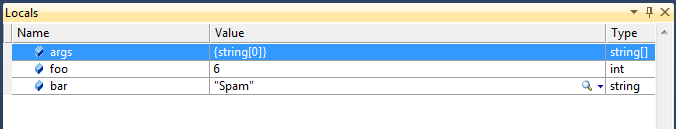 Locals
Name Value Type
args {string[0]} string[]
foo 6 int
bar "Spam" string